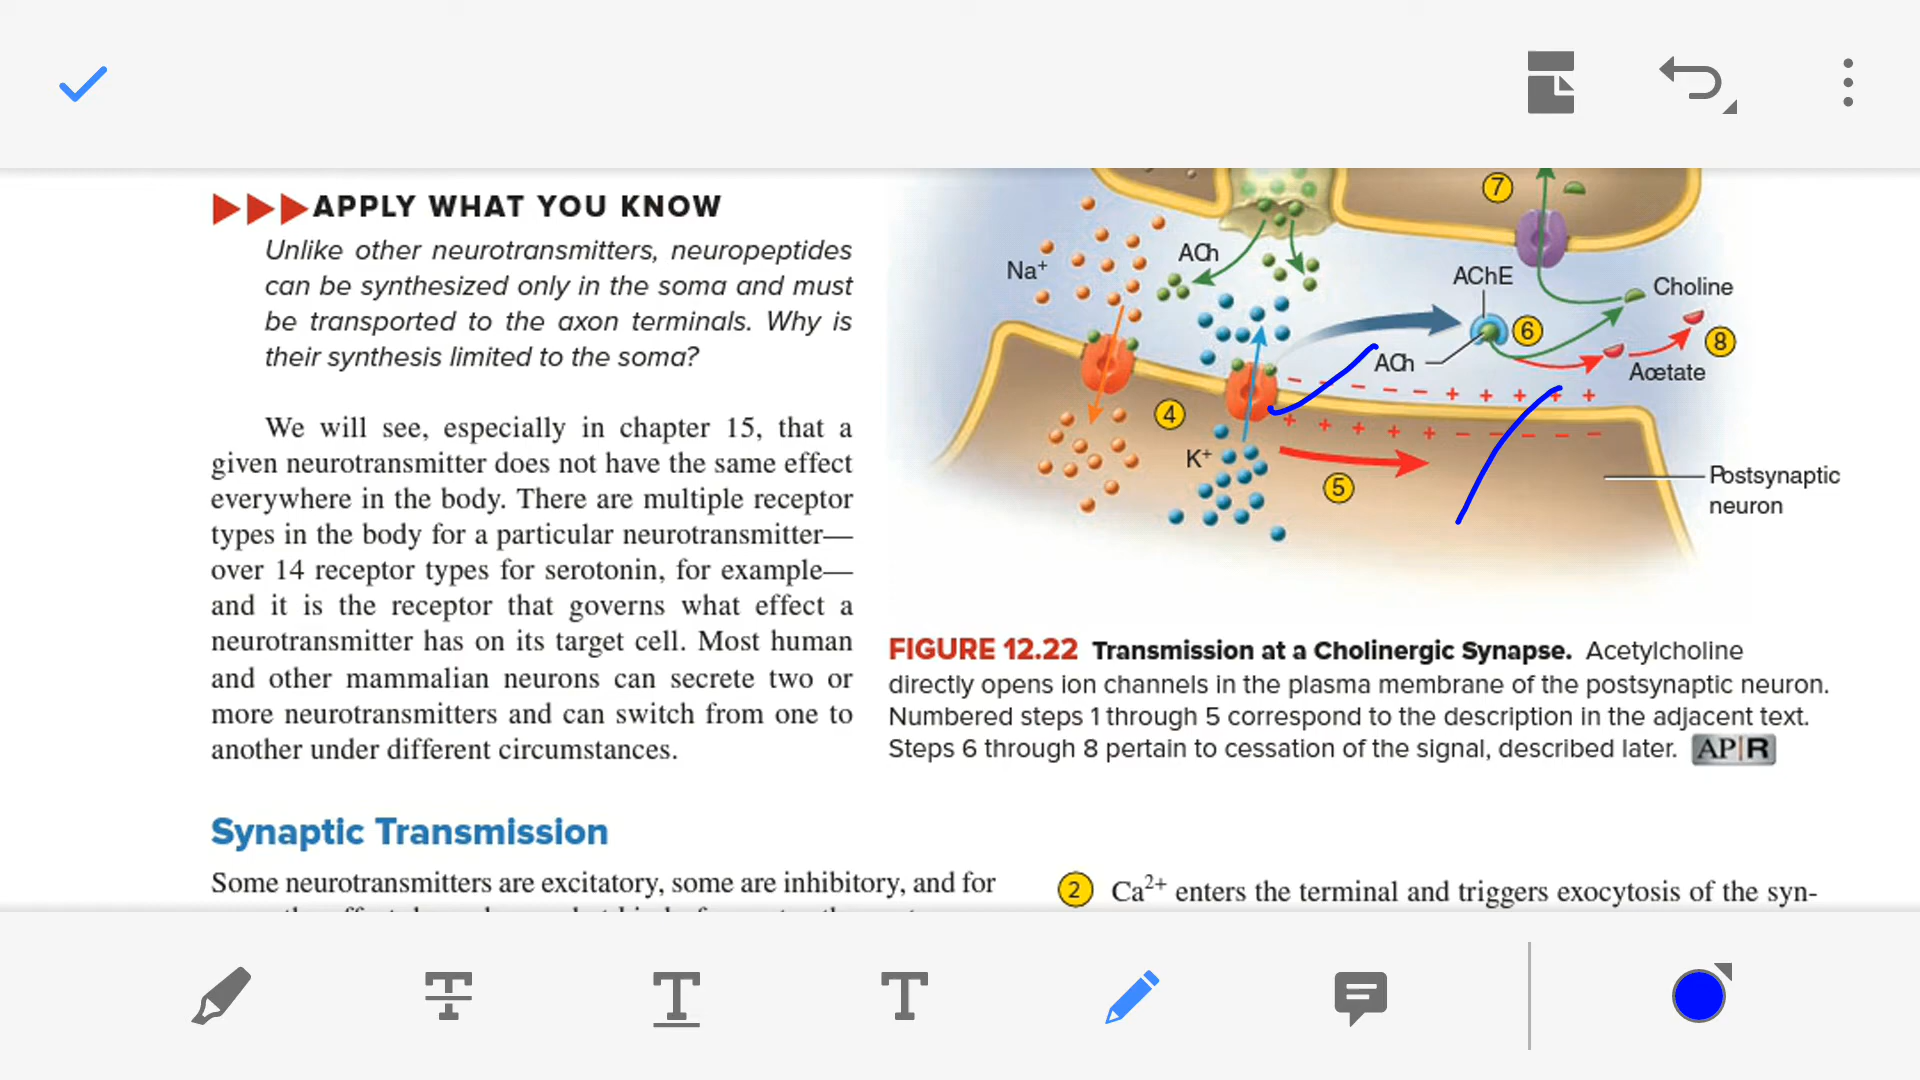 APPLY WHAT YOU KNOW
Unlike other neurotransmitters, neuropeptides
can be synthesized only in the soma and must
be transported to the axon terminals. Why is
their synthesis limited to the soma?
We will see, especially in chapter 15, that a
given neurotransmitter does not have the same effect
everywhere in the body. There are multiple receptor
types in the body for a particular neurotransmitter—
over 14 receptor types for serotonin, for example—
and it is the receptor that governs what effect a
neurotransmitter has on its target cell. Most human
and other mammalian neurons can secrete two or
more neurotransmitters and can switch from one to
another under different circumstances.
Synaptic Transmission
Some neurotransmitters are excitatory, some are inhibitory, and for
7
ACh
Na⁺
AChE
Choline
6
8
ACh
Acetate
4
K⁺
5
Postsynaptic
neuron
FIGURE 12.22 Transmission at a Cholinergic Synapse. Acetylcholine
directly opens ion channels in the plasma membrane of the postsynaptic neuron.
Numbered steps 1 through 5 correspond to the description in the adjacent text.
Steps 6 through 8 pertain to cessation of the signal, described later. AP|R
2 Ca²⁺ enters the terminal and triggers exocytosis of the syn-